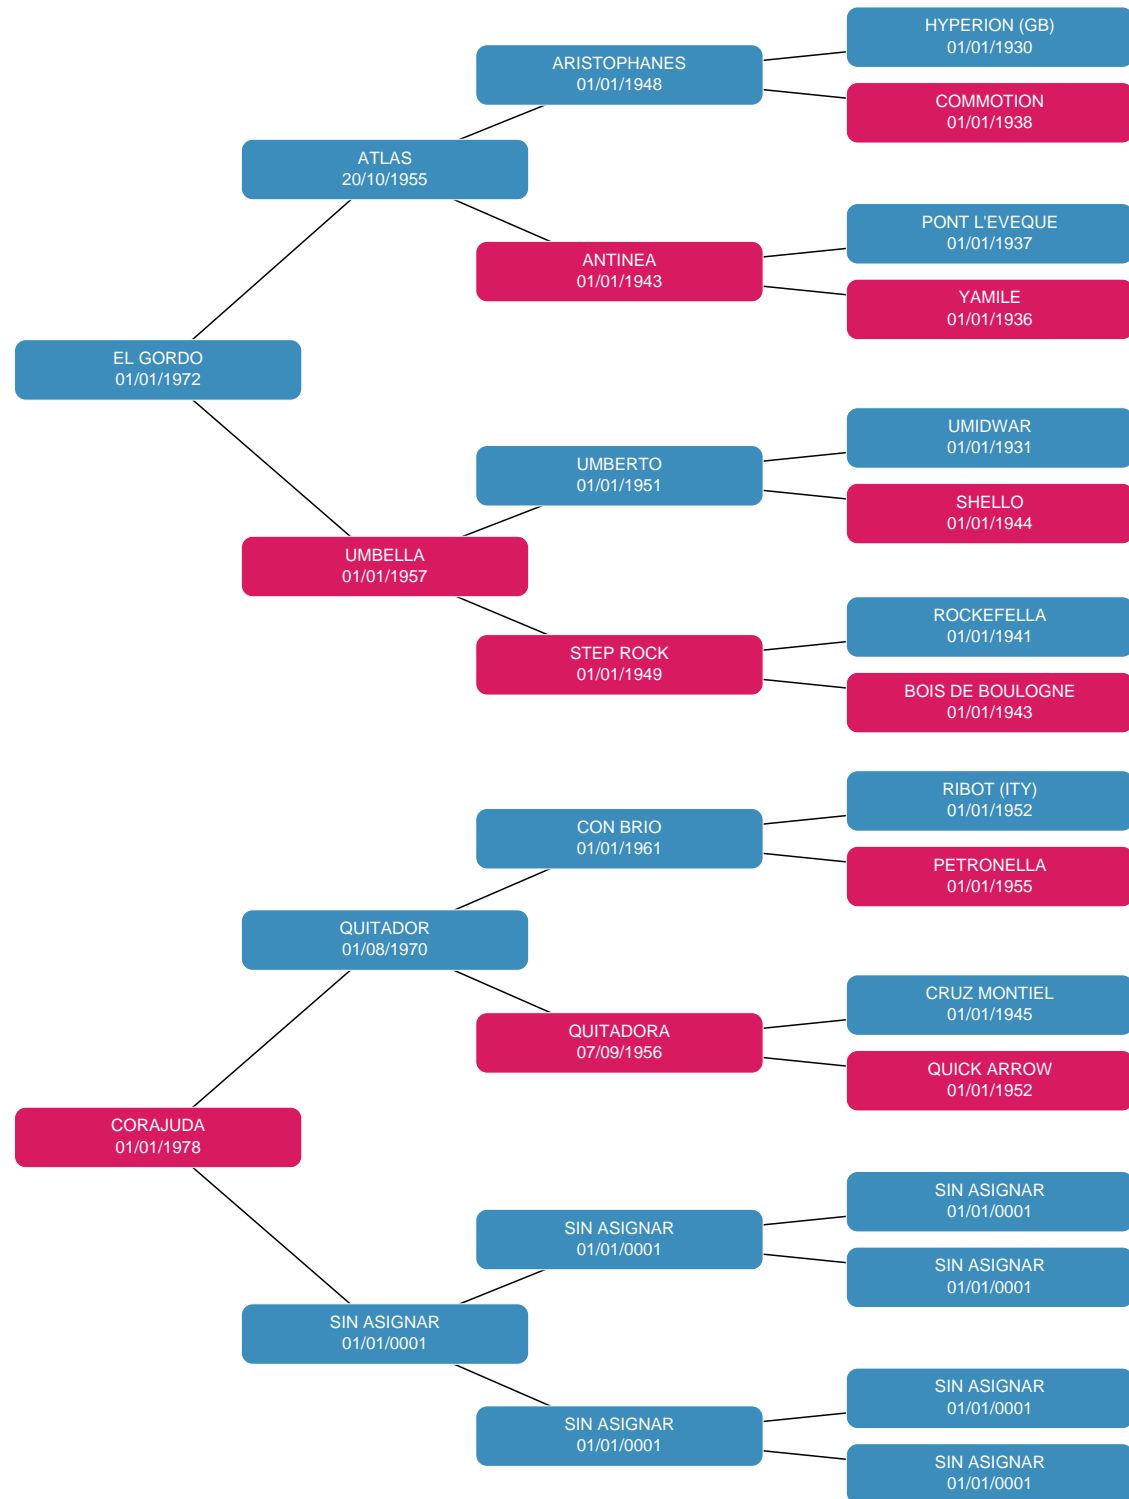 HYPERION (GB)
01/01/1930
ARISTOPHANES
01/01/1948
COMMOTION
01/01/1938
ATLAS
20/10/1955
PONT L'EVEQUE
01/01/1937
ANTINEA
01/01/1943
YAMILE
01/01/1936
EL GORDO
01/01/1972
UMIDWAR
01/01/1931
UMBERTO
01/01/1951
SHELLO
01/01/1944
UMBELLA
01/01/1957
ROCKEFELLA
01/01/1941
STEP ROCK
01/01/1949
BOIS DE BOULOGNE
01/01/1943
RIBOT (ITY)
01/01/1952
CON BRIO
01/01/1961
PETRONELLA
01/01/1955
QUITADOR
01/08/1970
CRUZ MONTIEL
01/01/1945
QUITADORA
07/09/1956
QUICK ARROW
01/01/1952
CORAJUDA
01/01/1978
SIN ASIGNAR
01/01/0001
SIN ASIGNAR
01/01/0001
SIN ASIGNAR
01/01/0001
SIN ASIGNAR
01/01/0001
SIN ASIGNAR
01/01/0001
SIN ASIGNAR
01/01/0001
SIN ASIGNAR
01/01/0001